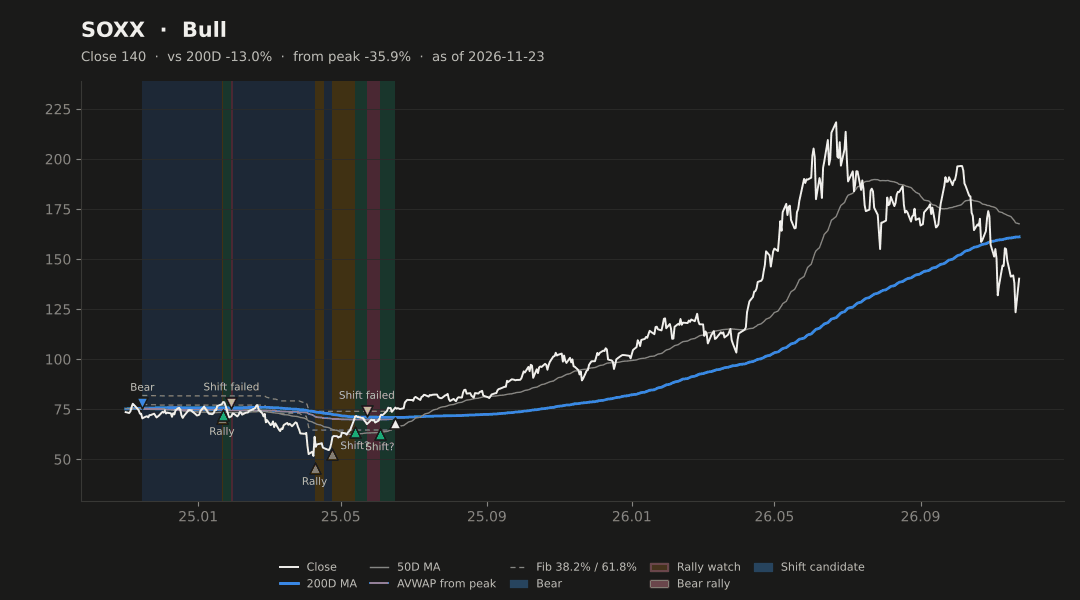 SOXX · Bull
Close 140 · vs 200D -13.0% · from peak -35.9% · as of 2026-11-23
225
200
175
150
125
100
75
50
Bear
Shift failed
Rally
Shift failed
Shift?
Shift?
Rally
25.01
25.05
25.09
26.01
26.05
26.09
Close
50D MA
Fib 38.2% / 61.8%
Rally watch
Shift candidate
200D MA
AVWAP from peak
Bear
Bear rally